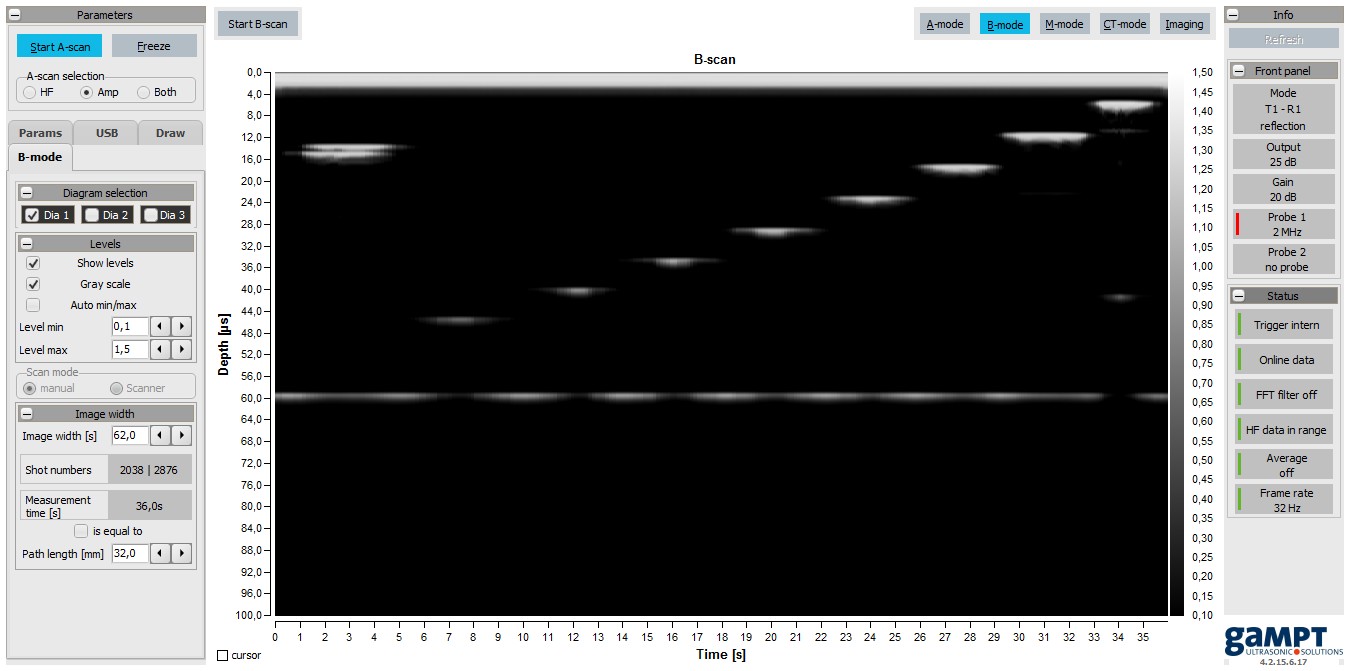 Parameters
Start A-scan
Freeze
A-scan selection
HF
Amp
Both
Params
USB
Draw
B-mode
Diagram selection
Dia 1
Dia 2
Dia 3
Levels
Show levels
Gray scale
Auto min/max
Level min
0,1
Level max
1,5
Scan mode
manual
Scanner
Image width
Image width [s]
62,0
Shot numbers
2038 | 2876
Measurement
time [s]
36,0s
is equal to
Path length [mm]
32,0
Start B-scan
A-mode
B-mode
M-mode
CT-mode
Imaging
B-scan
Depth [µs]
0,0
4,0
8,0
12,0
16,0
20,0
24,0
28,0
32,0
36,0
40,0
44,0
48,0
52,0
56,0
60,0
64,0
68,0
72,0
76,0
80,0
84,0
88,0
92,0
96,0
100,0
0 1 2 3 4 5 6 7 8 9 10 11 12 13 14 15 16 17 18 19 20 21 22 23 24 25 26 27 28 29 30 31 32 33 34 35
Time [s]
cursor
1,50
1,45
1,40
1,35
1,30
1,25
1,20
1,15
1,10
1,05
1,00
0,95
0,90
0,85
0,80
0,75
0,70
0,65
0,60
0,55
0,50
0,45
0,40
0,35
0,30
0,25
0,20
0,15
0,10
Info
Refresh
Front panel
Mode
T1 - R1
reflection
Output
25 dB
Gain
20 dB
Probe 1
2 MHz
Probe 2
no probe
Status
Trigger intern
Online data
FFT filter off
HF data in range
Average
off
Frame rate
32 Hz
gAMPT
ULTRASONIC SOLUTIONS
4.2.15.6.17